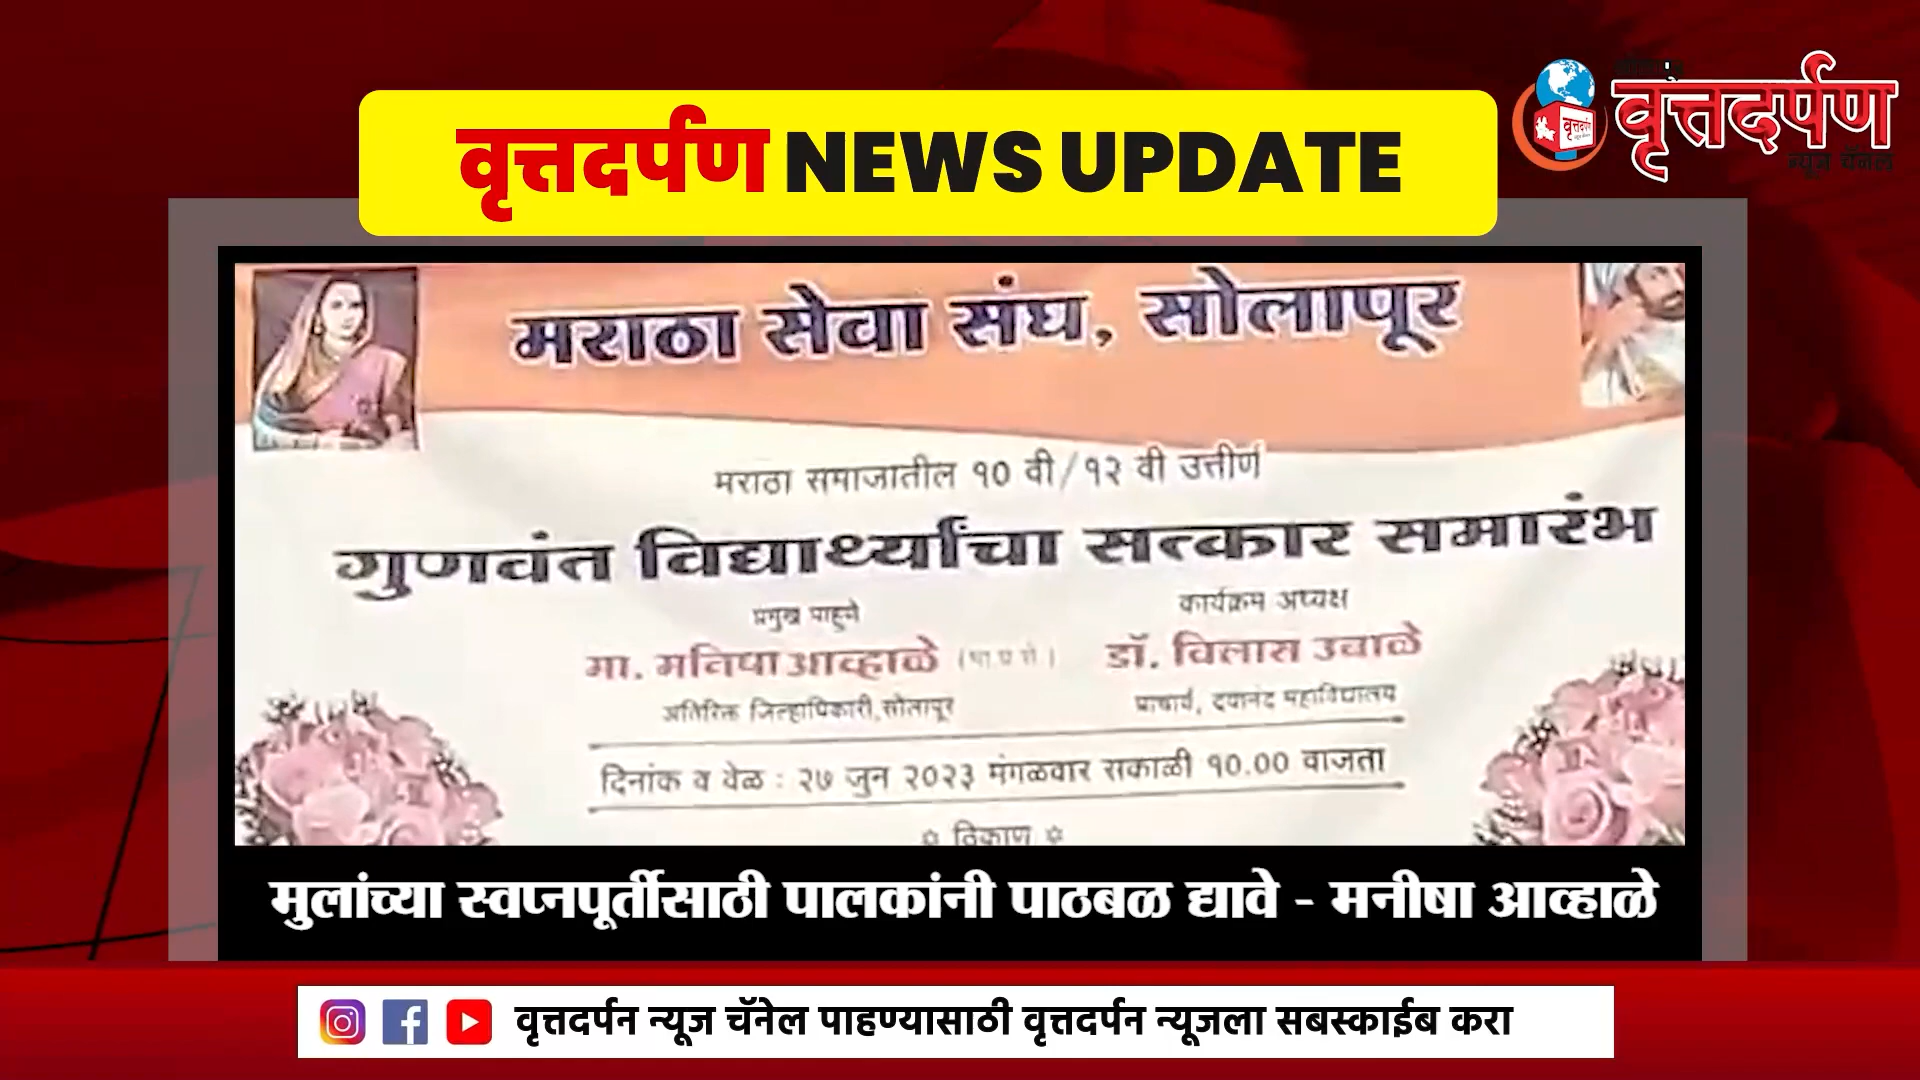 वृत्तदर्पण
न्यूज चॅनल
वृत्तदर्पण NEWS UPDATE
मराठा सेवा संघ, सोलापूर
मराठा समाजातील १० वी/१२ वी उत्तीर्ण
गुणवंत विद्यार्थ्यांचा सत्कार समारंभ
प्रमुख पाहुणे
मा. मनिषा आव्हाळे
अतिरिक्त जिल्हाधिकारी, सोलापूर
कार्यक्रम अध्यक्ष
डॉ. विलास उबाळे
प्राचार्य, दयानंद महाविद्यालय
दिनांक व वेळ : २७ जुन २०२३ मंगळवार सकाळी १०.00 वाजता
ठिकाण
मुलांच्या स्वप्नपूर्तीसाठी पालकांनी पाठबळ द्यावे - मनीषा आव्हाळे
वृत्तदर्पन न्यूज चॅनेल पाहण्यासाठी वृत्तदर्पन न्यूजला सबस्काईब करा